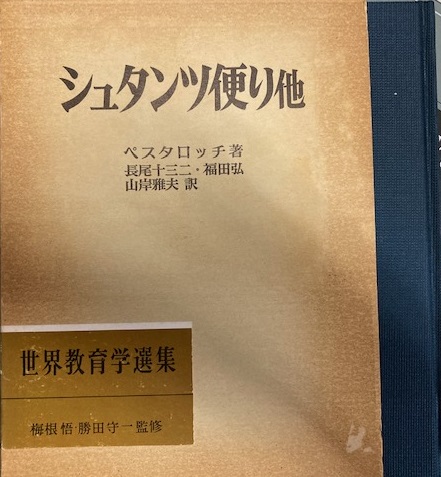 シュタンツ便り他
ペスタロッチ著
長尾十三二・福田弘
山岸雅夫 訳
世界教育学選集
梅根悟・勝田守一監修